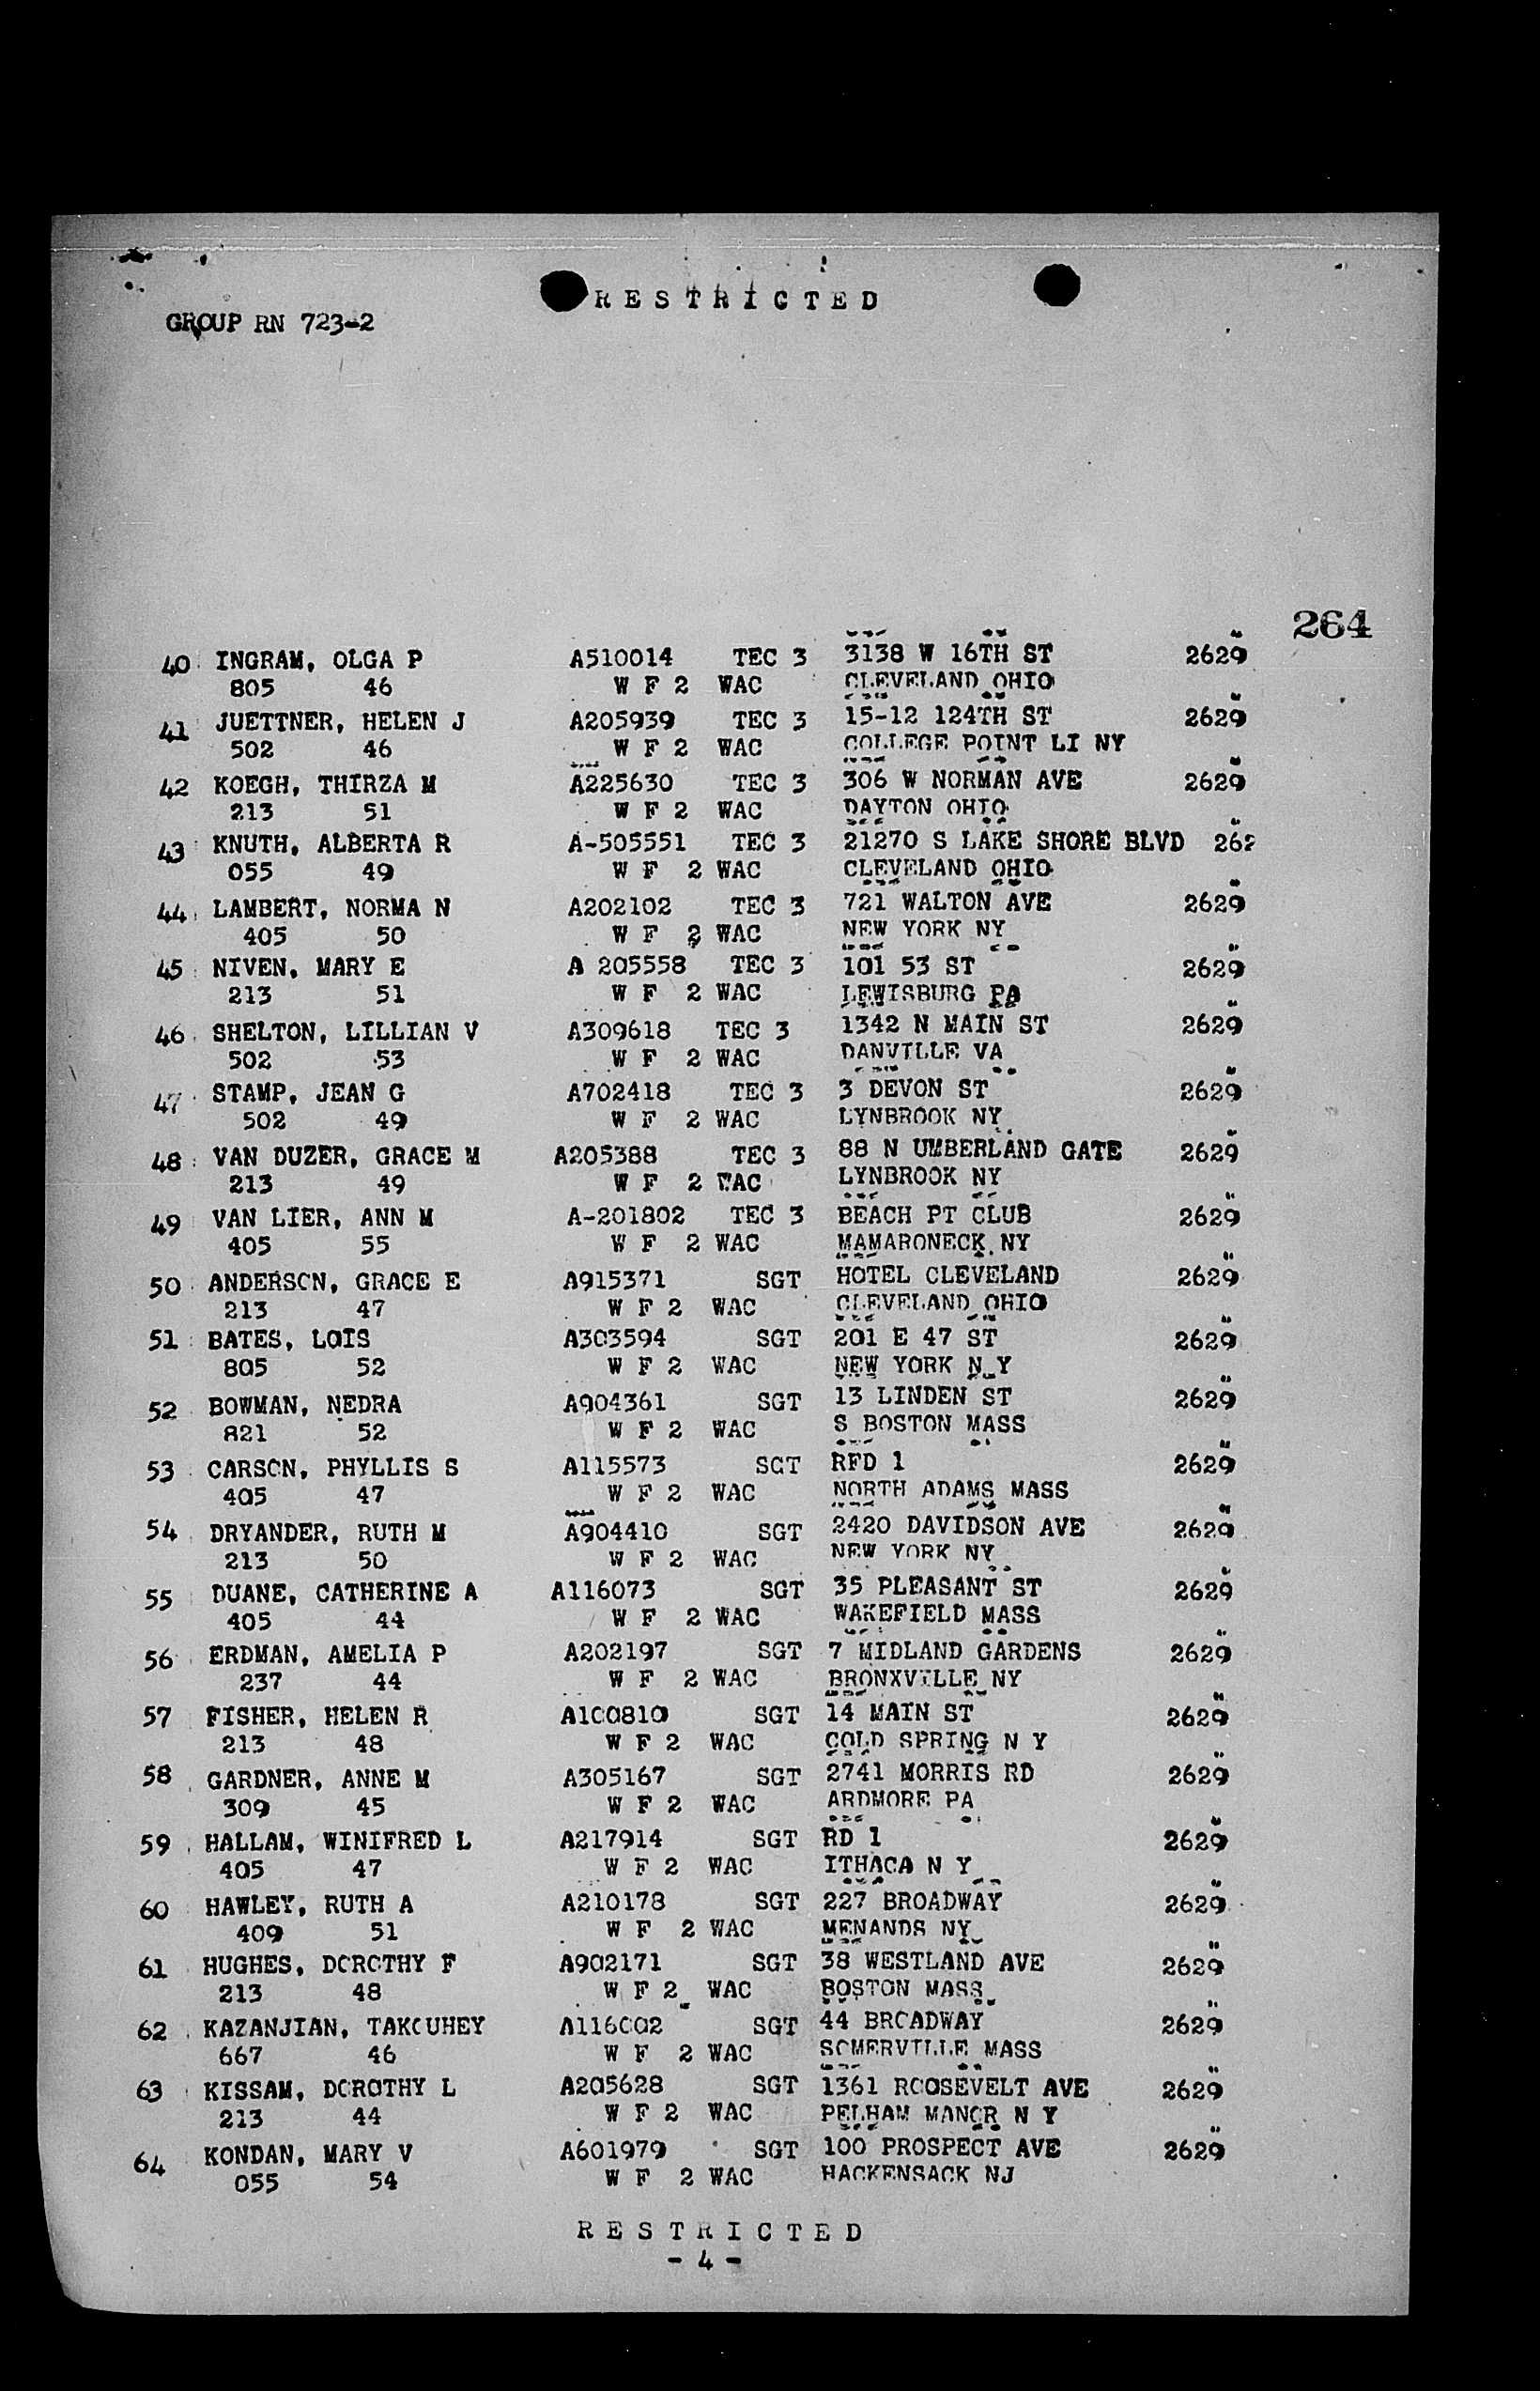 RESTRICTED
GROUP RN 723-2
264
40 INGRAM, OLGA P A510014 TEC 3 3138 W 16TH ST 2629
805 46 W F 2 WAC CLEVELAND OHIO
41 JUETTNER, HELEN J A205939 TEC 3 15-12 124TH ST 2629
502 46 W F 2 WAC COLLEGE POINT LI NY
42 KOEGH, THIRZA M A225630 TEC 3 306 W NORMAN AVE 2629
213 51 W F 2 WAC DAYTON OHIO
43 KNUTH, ALBERTA R A-505551 TEC 3 21270 S LAKE SHORE BLVD 262
055 49 W F 2 WAC CLEVELAND OHIO
44 LAMBERT, NORMA N A202102 TEC 3 721 WALTON AVE 2629
405 50 W F 2 WAC NEW YORK NY
45 NIVEN, MARY E A 205558 TEC 3 101 53 ST 2629
213 51 W F 2 WAC LEWISBURG PA
46 SHELTON, LILLIAN V A309618 TEC 3 1342 N MAIN ST 2629
502 53 W F 2 WAC DANVILLE VA
47 STAMP, JEAN G A702418 TEC 3 3 DEVON ST 2629
502 49 W F 2 WAC LYNBROOK NY
48 VAN DUZER, GRACE M A205388 TEC 3 88 N UMBERLAND GATE 2629
213 49 W F 2 WAC LYNBROOK NY
49 VAN LIER, ANN M A-201802 TEC 3 BEACH PT CLUB 2629
405 55 W F 2 WAC MAMARONECK NY
50 ANDERSON, GRACE E A915371 SGT HOTEL CLEVELAND 2629
213 47 W F 2 WAC CLEVELAND OHIO
51 BATES, LOIS A303594 SGT 201 E 47 ST 2629
805 52 W F 2 WAC NEW YORK N Y
52 BOWMAN, NEDRA A904361 SGT 13 LINDEN ST 2629
821 52 W F 2 WAC S BOSTON MASS
53 CARSON, PHYLLIS S A115573 SGT RFD 1 2629
405 47 W F 2 WAC NORTH ADAMS MASS
54 DRYANDER, RUTH M A904410 SGT 2420 DAVIDSON AVE 2629
213 50 W F 2 WAC NEW YORK NY
55 DUANE, CATHERINE A A116073 SGT 35 PLEASANT ST 2629
405 44 W F 2 WAC WAKEFIELD MASS
56 ERDMAN, AMELIA P A202197 SGT 7 MIDLAND GARDENS 2629
237 44 W F 2 WAC BRONXVILLE NY
57 FISHER, HELEN R A100810 SGT 14 MAIN ST 2629
213 48 W F 2 WAC COLD SPRING N Y
58 GARDNER, ANNE M A305167 SGT 2741 MORRIS RD 2629
309 45 W F 2 WAC ARDMORE PA
59 HALLAM, WINIFRED L A217914 SGT RD 1 2629
405 47 W F 2 WAC ITHACA N Y
60 HAWLEY, RUTH A A210178 SGT 227 BROADWAY 2629
409 51 W F 2 WAC MENANDS NY
61 HUGHES, DOROTHY F A902171 SGT 38 WESTLAND AVE 2629
213 48 W F 2 WAC BOSTON MASS
62 KAZANJIAN, TAKOUHEY A116002 SGT 44 BROADWAY 2629
667 46 W F 2 WAC SOMERVILLE MASS
63 KISSAM, DOROTHY L A205628 SGT 1361 ROOSEVELT AVE 2629
213 44 W F 2 WAC PELHAM MANOR N Y
64 KONDAN, MARY V A601979 SGT 100 PROSPECT AVE 2629
055 54 W F 2 WAC HACKENSACK NJ
RESTRICTED
- 4 -